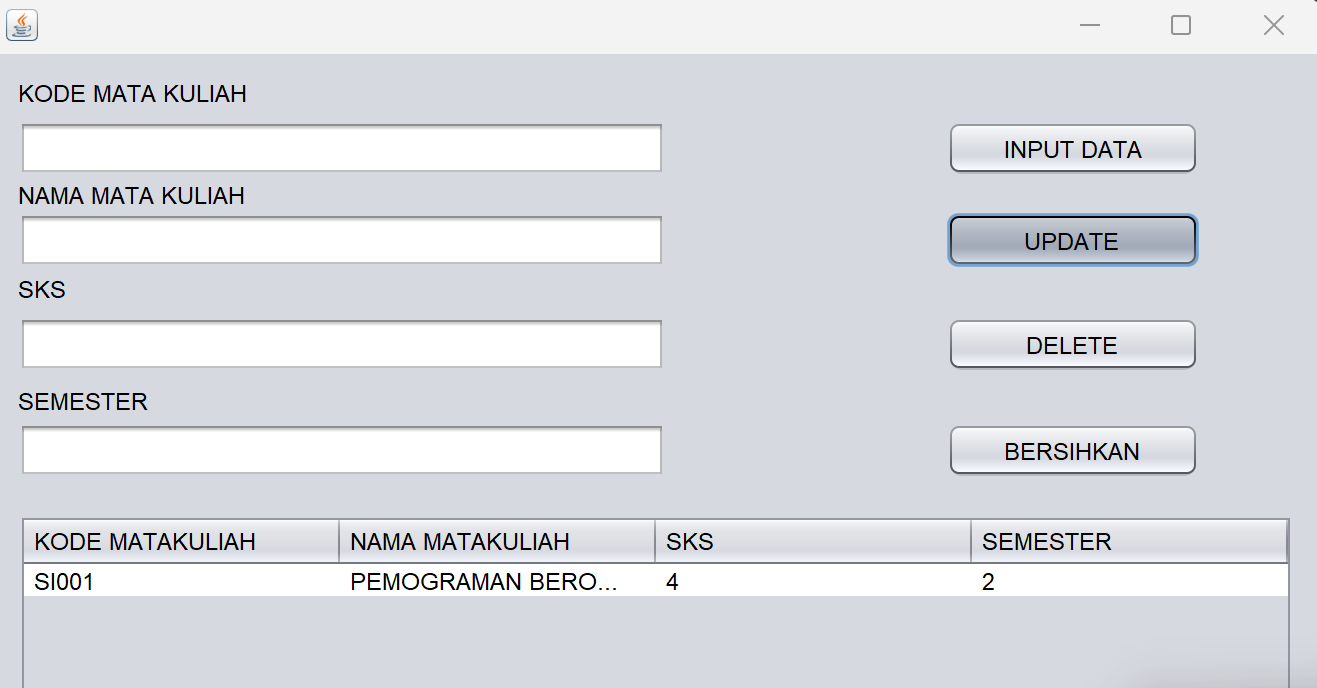 KODE MATA KULIAH
INPUT DATA
NAMA MATA KULIAH
UPDATE
SKS
DELETE
SEMESTER
BERSIHKAN
KODE MATAKULIAH NAMA MATAKULIAH SKS SEMESTER
SI001 PEMOGRAMAN BERO... 4 2